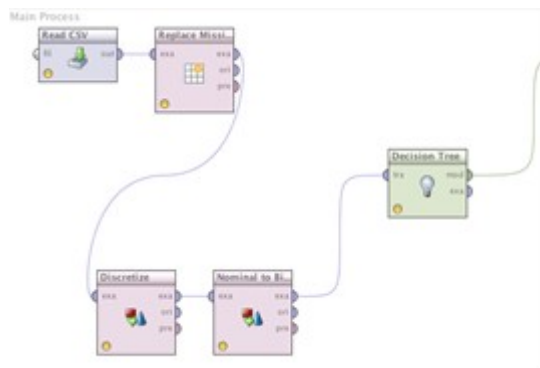 Main Process
Read CSV
fil
out
Replace Missi...
exa
exa
ori
pre
Decision Tree
tra
mod
exa
Discretize
exa
exa
ori
pre
Nominal to Bi...
exa
exa
ori
pre